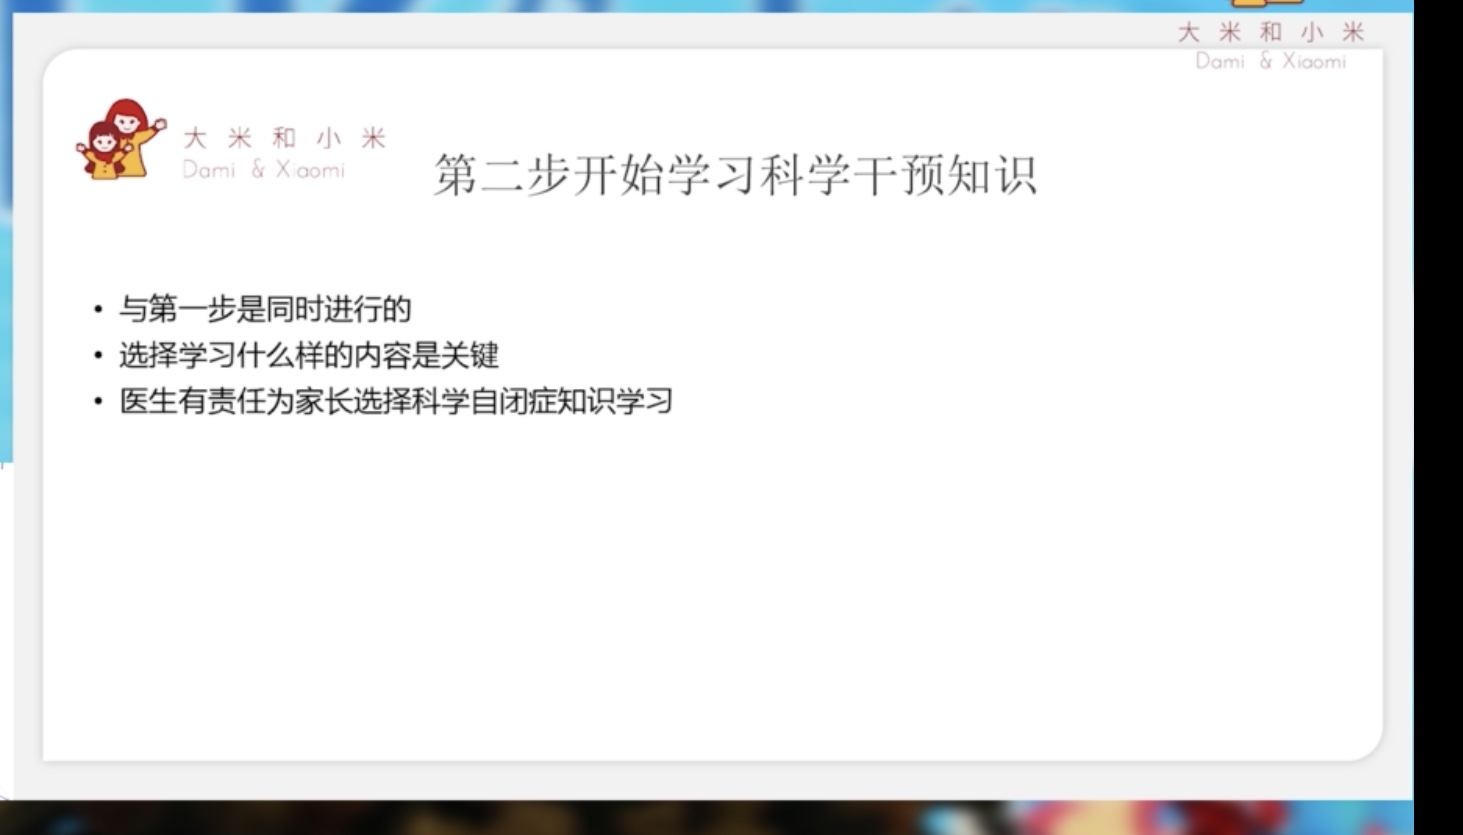 大米和小米
Dami & Xiaomi
大米和小米
Dami & Xiaomi
第二步开始学习科学干预知识
• 与第一步是同时进行的
• 选择学习什么样的内容是关键
• 医生有责任为家长选择科学自闭症知识学习